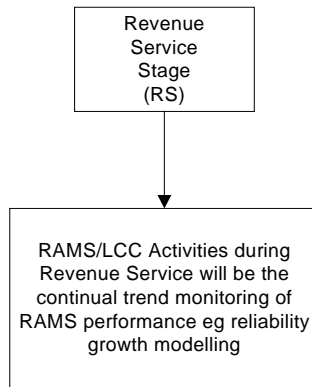 Revenue
Service
Stage
(RS)
RAMS/LCC Activities during
Revenue Service will be the
continual trend monitoring of
RAMS performance eg reliability
growth modelling